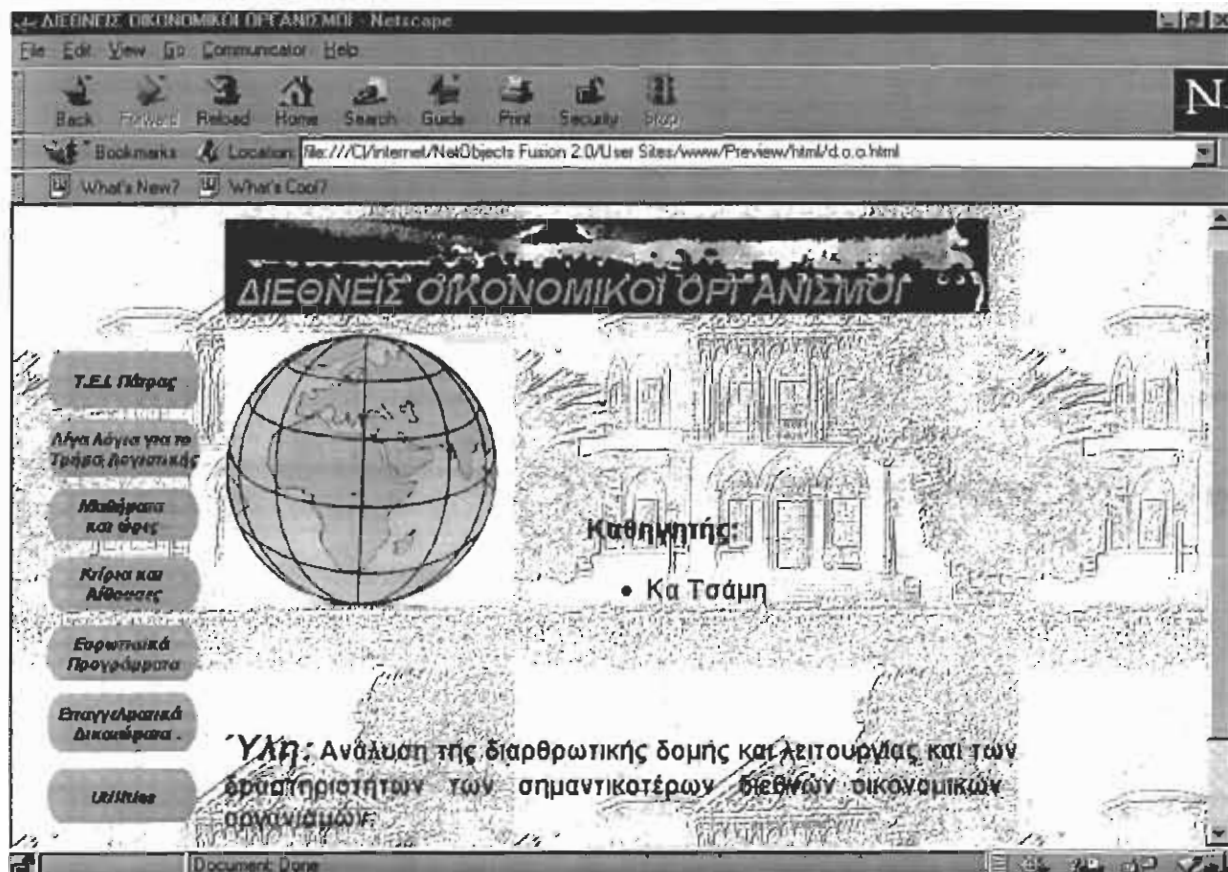 ΔΙΕΘΝΕΙΣ ΟΙΚΟΝΟΜΙΚΟΙ ΟΡΓΑΝΙΣΜΟΙ - Netscape
File Edit View Go Communicator Help
Back Forward Reload Home Search Guide Print Security Stop
Bookmarks Location: file:///C|/internet/NetObjects Fusion 2.0/User Sites/www/Preview/html/d.o.o.html
N
What's New? What's Cool?
ΔΙΕΘΝΕΙΣ ΟΙΚΟΝΟΜΙΚΟΙ ΟΡΓΑΝΙΣΜΟΙ
Τ.Ε.Ι. Πάτρας
Λίγα Λόγια για το
Τμήμα Λογιστικής
Μαθήματα
και ώρες
Κτίρια και
Αίθουσες
Ευρωπαικά
Προγράμματα
Επαγγελματικά
Δικαιώματα
Utilities
Καθηγητής:
• Κα Τσάμη
Ύλη: Ανάλυση της διαρθρωτικής δομής και λειτουργίας και των
δραστηριοτήτων των σημαντικοτέρων διεθνών οικονομικών
οργανισμών.
Document: Done